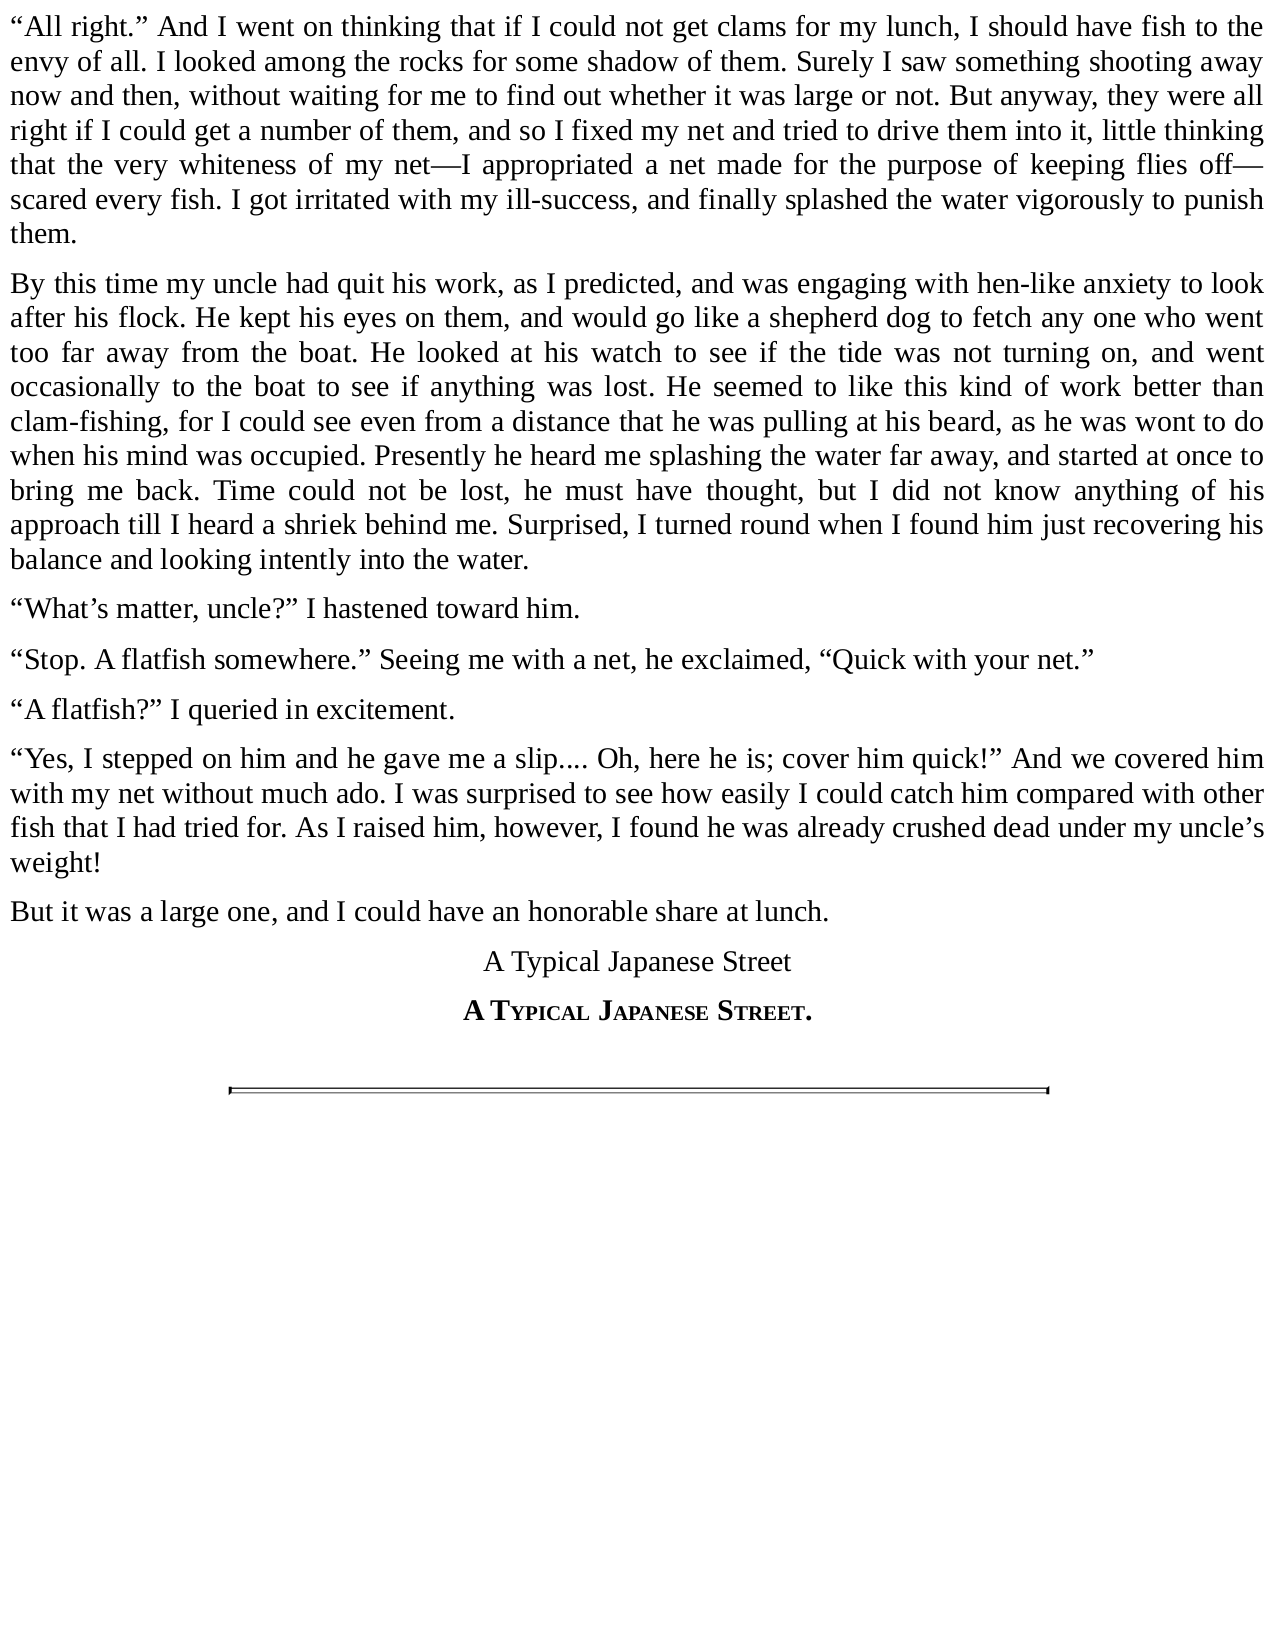 “All right.” And I went on thinking that if I could not get clams for my lunch, I should have fish to the
envy of all. I looked among the rocks for some shadow of them. Surely I saw something shooting away
now and then, without waiting for me to find out whether it was large or not. But anyway, they were all
right if I could get a number of them, and so I fixed my net and tried to drive them into it, little thinking
that the very whiteness of my net—I appropriated a net made for the purpose of keeping flies off—
scared every fish. I got irritated with my ill-success, and finally splashed the water vigorously to punish
them.
By this time my uncle had quit his work, as I predicted, and was engaging with hen-like anxiety to look
after his flock. He kept his eyes on them, and would go like a shepherd dog to fetch any one who went
too far away from the boat. He looked at his watch to see if the tide was not turning on, and went
occasionally to the boat to see if anything was lost. He seemed to like this kind of work better than
clam-fishing, for I could see even from a distance that he was pulling at his beard, as he was wont to do
when his mind was occupied. Presently he heard me splashing the water far away, and started at once to
bring me back. Time could not be lost, he must have thought, but I did not know anything of his
approach till I heard a shriek behind me. Surprised, I turned round when I found him just recovering his
balance and looking intently into the water.
“What’s matter, uncle?” I hastened toward him.
“Stop. A flatfish somewhere.” Seeing me with a net, he exclaimed, “Quick with your net.”
“A flatfish?” I queried in excitement.
“Yes, I stepped on him and he gave me a slip.... Oh, here he is; cover him quick!” And we covered him
with my net without much ado. I was surprised to see how easily I could catch him compared with other
fish that I had tried for. As I raised him, however, I found he was already crushed dead under my uncle’s
weight!
But it was a large one, and I could have an honorable share at lunch.
A Typical Japanese Street
A Typical Japanese Street.